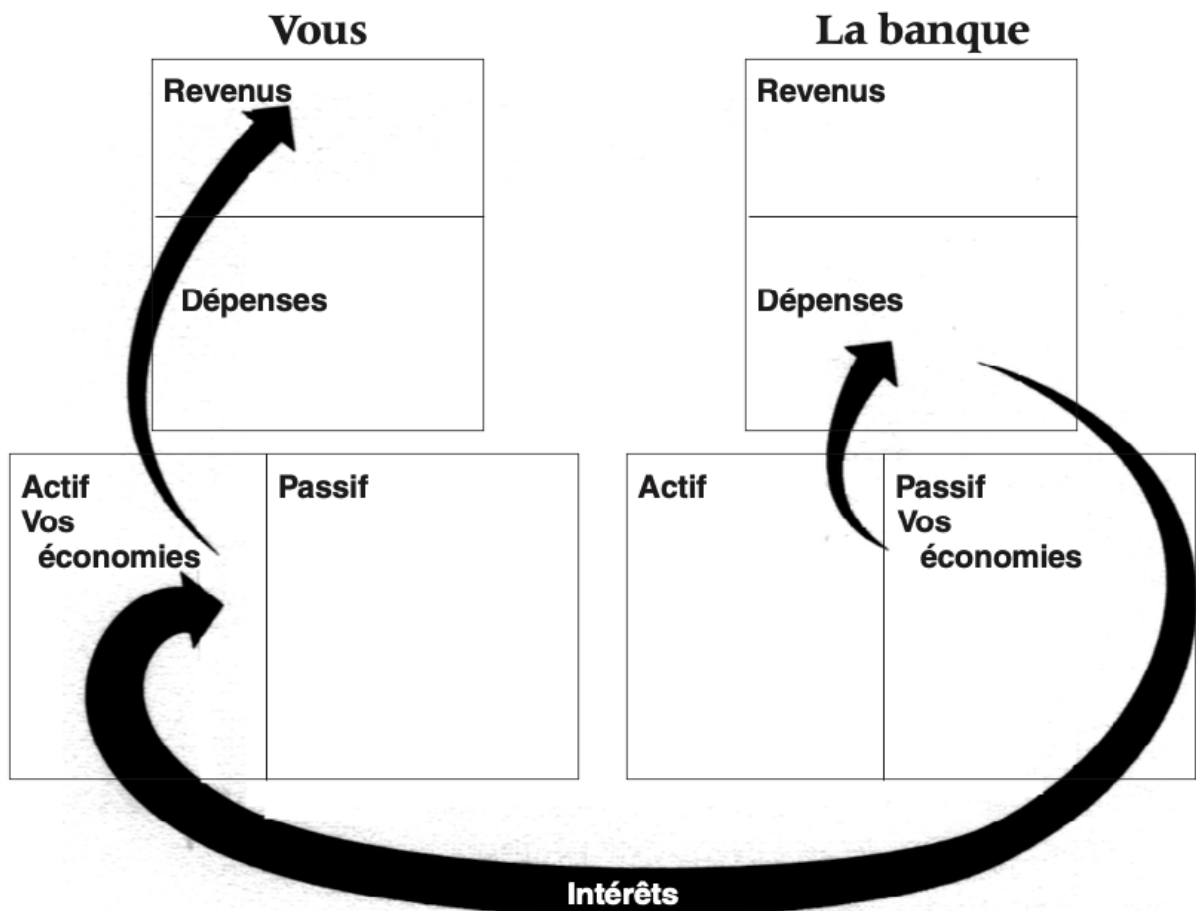 Vous
Revenus
Dépenses
Actif
Vos
économies
Passif
La banque
Revenus
Dépenses
Actif
Passif
Vos
économies
Intérêts